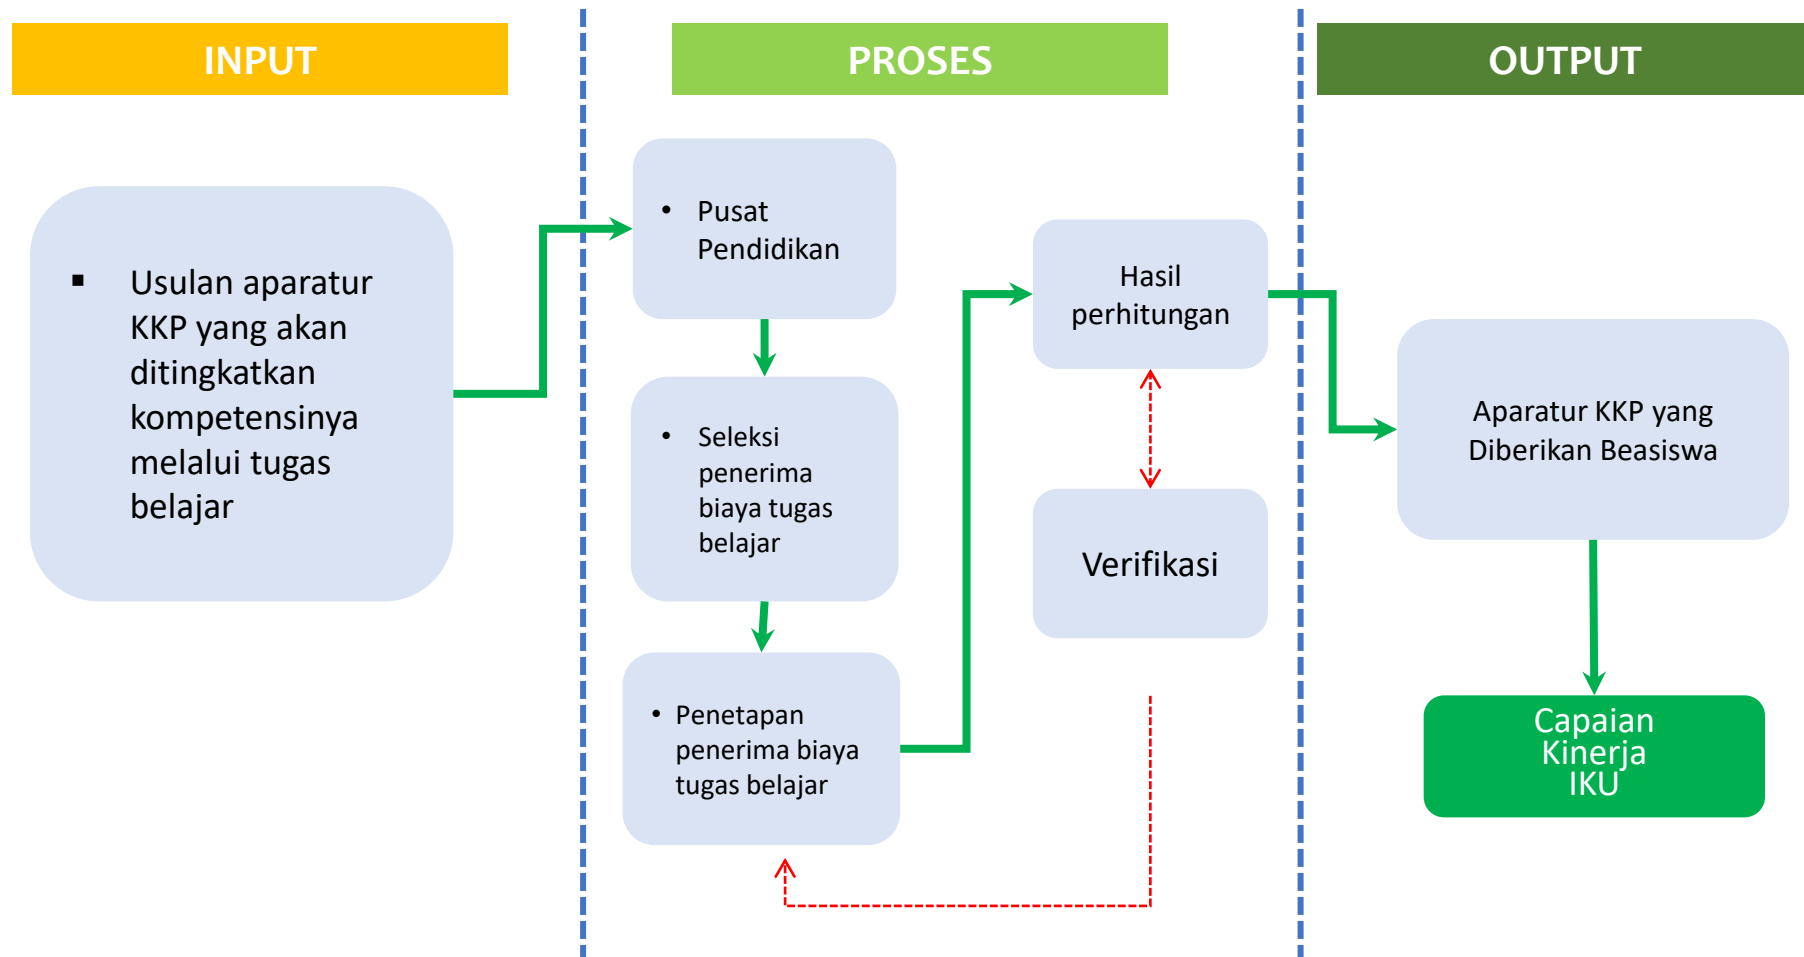 INPUT
PROSES
OUTPUT
▪ Usulan aparatur
KKP yang akan
ditingkatkan
kompetensinya
melalui tugas
belajar
• Pusat
Pendidikan
• Seleksi
penerima
biaya tugas
belajar
• Penetapan
penerima biaya
tugas belajar
Hasil
perhitungan
Verifikasi
Aparatur KKP yang
Diberikan Beasiswa
Capaian
Kinerja
IKU